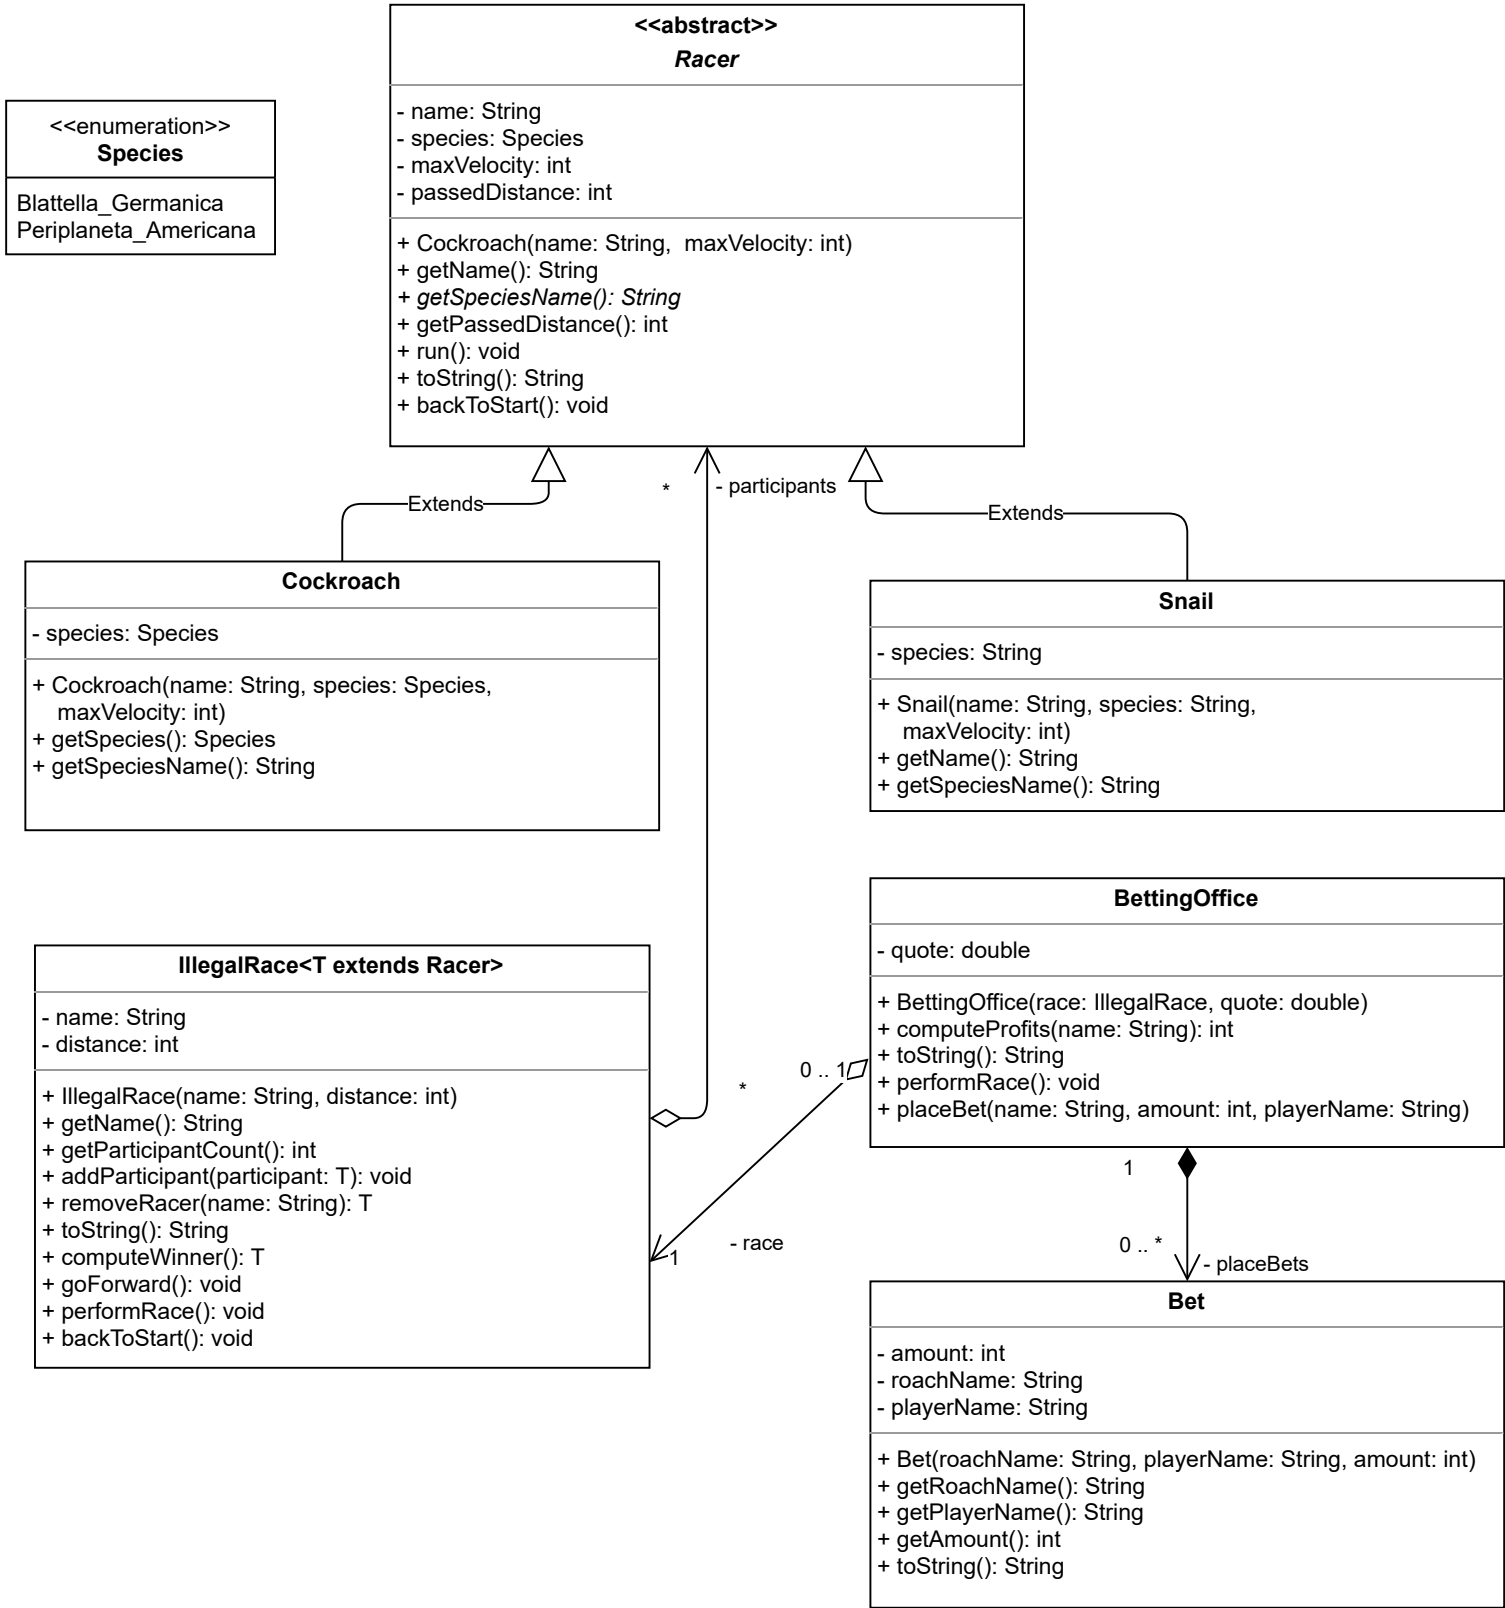 <<abstract>>
Racer
- name: String
- species: Species
- maxVelocity: int
- passedDistance: int
+ Cockroach(name: String,  maxVelocity: int)
+ getName(): String
+ getSpeciesName(): String
+ getPassedDistance(): int
+ run(): void
+ toString(): String
+ backToStart(): void
<<enumeration>>
Species
Blattella_Germanica
Periplaneta_Americana
Extends
*
- participants
Extends
Cockroach
- species: Species
+ Cockroach(name: String, species: Species,
maxVelocity: int)
+ getSpecies(): Species
+ getSpeciesName(): String
Snail
- species: String
+ Snail(name: String, species: String,
maxVelocity: int)
+ getName(): String
+ getSpeciesName(): String
IllegalRace<T extends Racer>
- name: String
- distance: int
+ IllegalRace(name: String, distance: int)
+ getName(): String
+ getParticipantCount(): int
+ addParticipant(participant: T): void
+ removeRacer(name: String): T
+ toString(): String
+ computeWinner(): T
+ goForward(): void
+ performRace(): void
+ backToStart(): void
*
0 .. 1
- race
1
BettingOffice
- quote: double
+ BettingOffice(race: IllegalRace, quote: double)
+ computeProfits(name: String): int
+ toString(): String
+ performRace(): void
+ placeBet(name: String, amount: int, playerName: String)
1
0 .. *
- placeBets
Bet
- amount: int
- roachName: String
- playerName: String
+ Bet(roachName: String, playerName: String, amount: int)
+ getRoachName(): String
+ getPlayerName(): String
+ getAmount(): int
+ toString(): String